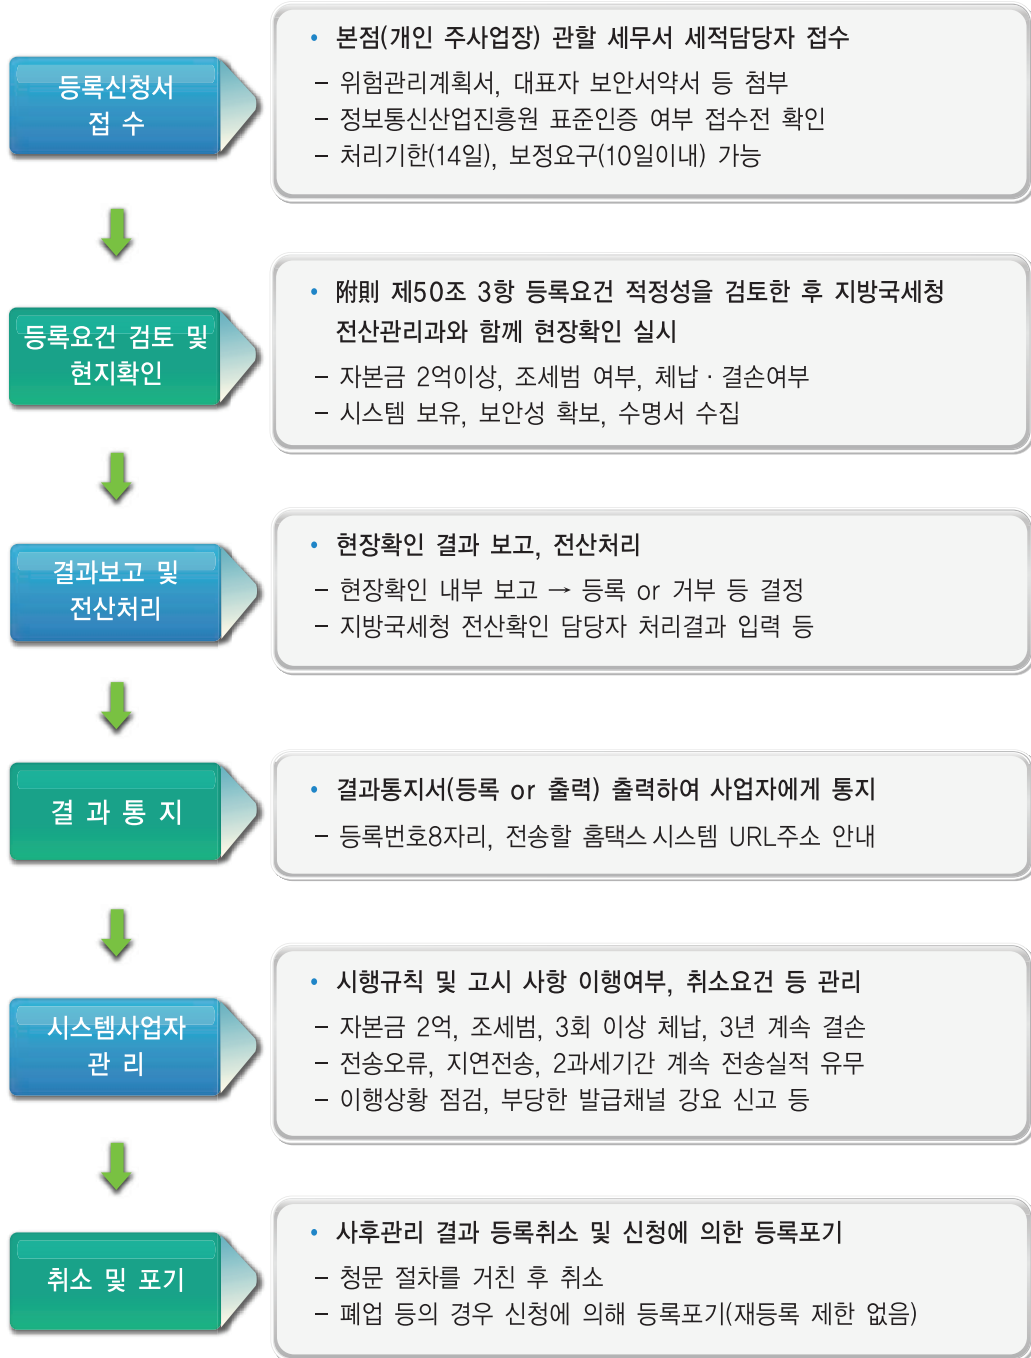 등록신청서
접 수
• 본점(개인 주사업장) 관할 세무서 세적담당자 접수
– 위험관리계획서, 대표자 보안서약서 등 첨부
– 정보통신산업진흥원 표준인증 여부 접수전 확인
– 처리기한(14일), 보정요구(10일이내) 가능
등록요건 검토 및
현지확인
• 附則 제50조 3항 등록요건 적정성을 검토한 후 지방국세청
전산관리과와 함께 현장확인 실시
– 자본금 2억이상, 조세범 여부, 체납 · 결손여부
– 시스템 보유, 보안성 확보, 수명서 수집
결과보고 및
전산처리
• 현장확인 결과 보고, 전산처리
– 현장확인 내부 보고 → 등록 or 거부 등 결정
– 지방국세청 전산확인 담당자 처리결과 입력 등
결 과 통 지
• 결과통지서(등록 or 출력) 출력하여 사업자에게 통지
– 등록번호8자리, 전송할 홈택스 시스템 URL주소 안내
시스템사업자
관 리
• 시행규칙 및 고시 사항 이행여부, 취소요건 등 관리
– 자본금 2억, 조세범, 3회 이상 체납, 3년 계속 결손
– 전송오류, 지연전송, 2과세기간 계속 전송실적 유무
– 이행상황 점검, 부당한 발급채널 강요 신고 등
취소 및 포기
• 사후관리 결과 등록취소 및 신청에 의한 등록포기
– 청문 절차를 거친 후 취소
– 폐업 등의 경우 신청에 의해 등록포기(재등록 제한 없음)